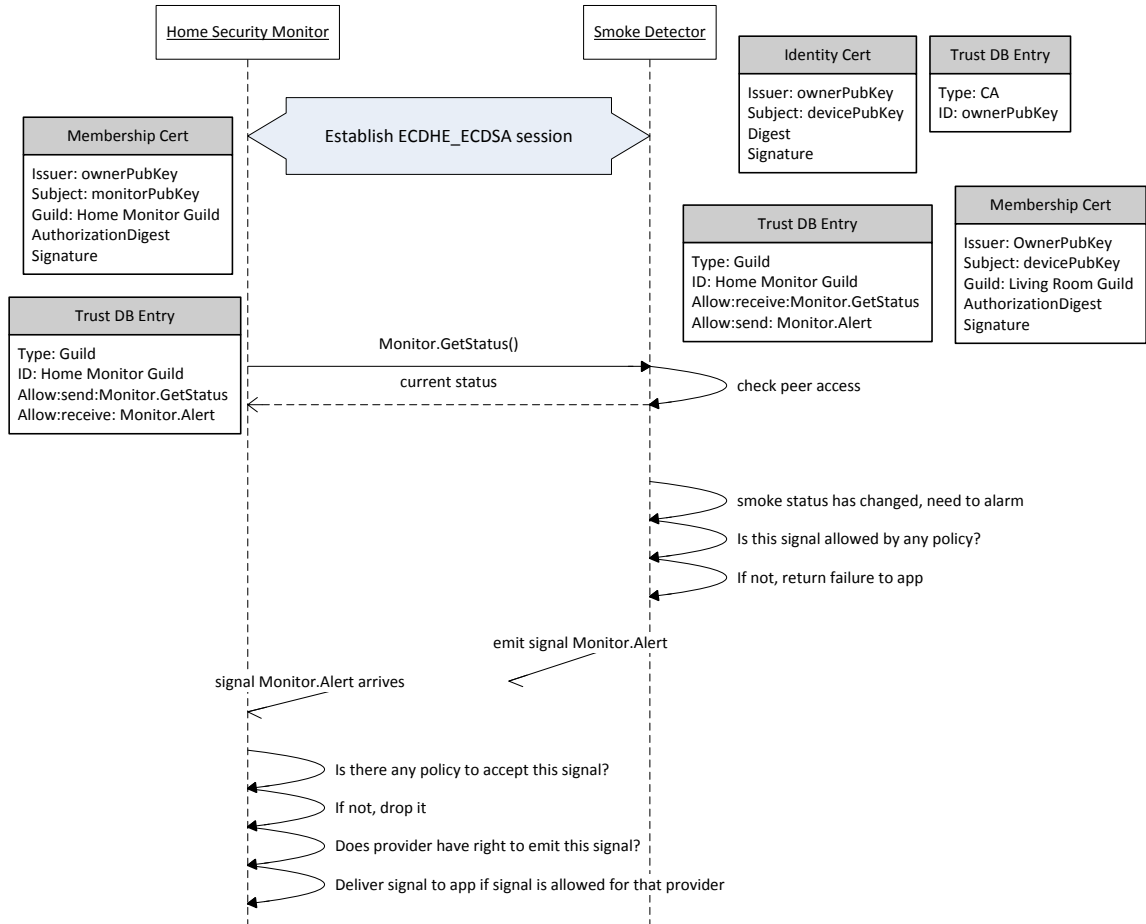 Home Security Monitor
Smoke Detector
Identity Cert
Issuer: ownerPubKey
Subject: devicePubKey
Digest
Signature
Trust DB Entry
Type: CA
ID: ownerPubKey
Establish ECDHE_ECDSA session
Membership Cert
Issuer: ownerPubKey
Subject: monitorPubKey
Guild: Home Monitor Guild
AuthorizationDigest
Signature
Trust DB Entry
Type: Guild
ID: Home Monitor Guild
Allow:receive:Monitor.GetStatus
Allow:send: Monitor.Alert
Membership Cert
Issuer: OwnerPubKey
Subject: devicePubKey
Guild: Living Room Guild
AuthorizationDigest
Signature
Trust DB Entry
Type: Guild
ID: Home Monitor Guild
Allow:send:Monitor.GetStatus
Allow:receive: Monitor.Alert
Monitor.GetStatus()
current status
check peer access
smoke status has changed, need to alarm
Is this signal allowed by any policy?
If not, return failure to app
emit signal Monitor.Alert
signal Monitor.Alert arrives
Is there any policy to accept this signal?
If not, drop it
Does provider have right to emit this signal?
Deliver signal to app if signal is allowed for that provider